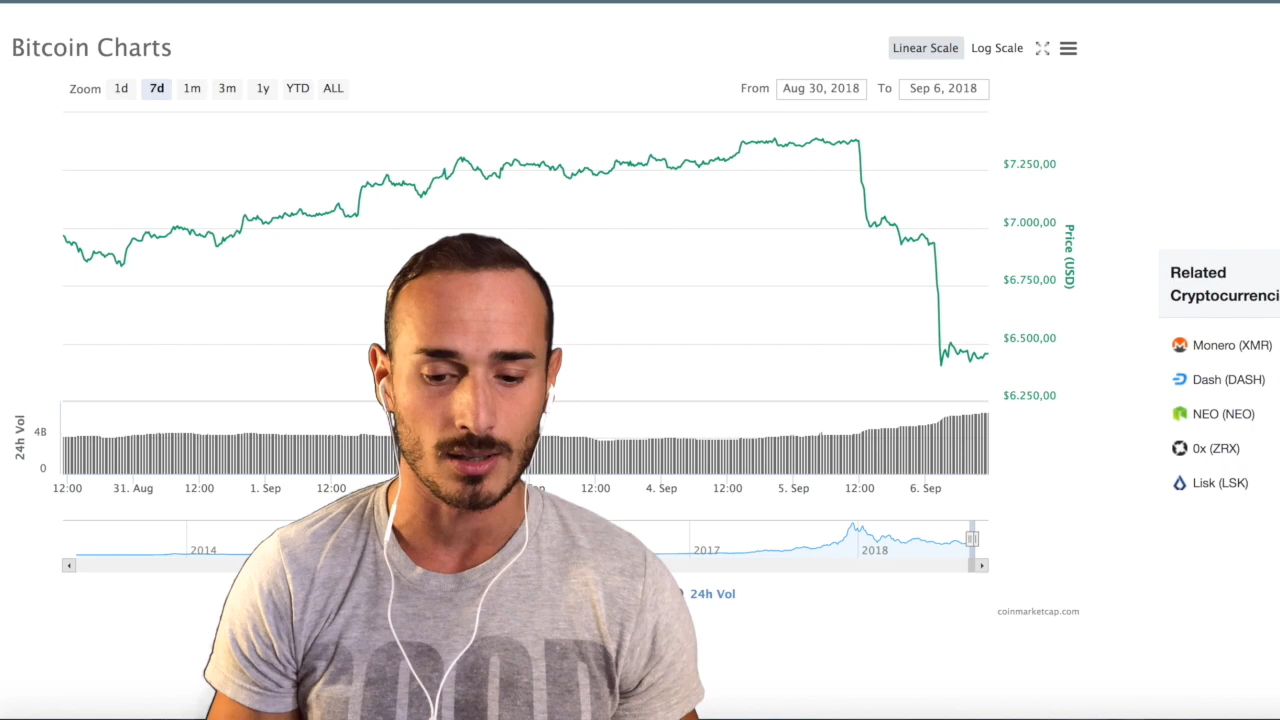 Bitcoin Charts
Linear Scale Log Scale
Zoom 1d 7d 1m 3m 1y YTD ALL
From Aug 30, 2018 To Sep 6, 2018
$7.250,00
$7.000,00
$6.750,00
$6.500,00
$6.250,00
Price (USD)
24h Vol
4B
0
12:00 31. Aug 12:00 1. Sep 12:00 12:00 4. Sep 12:00 5. Sep 12:00 6. Sep
2014 2017 2018
24h Vol
coinmarketcap.com
Related
Cryptocurrenci
Monero (XMR)
Dash (DASH)
NEO (NEO)
0x (ZRX)
Lisk (LSK)